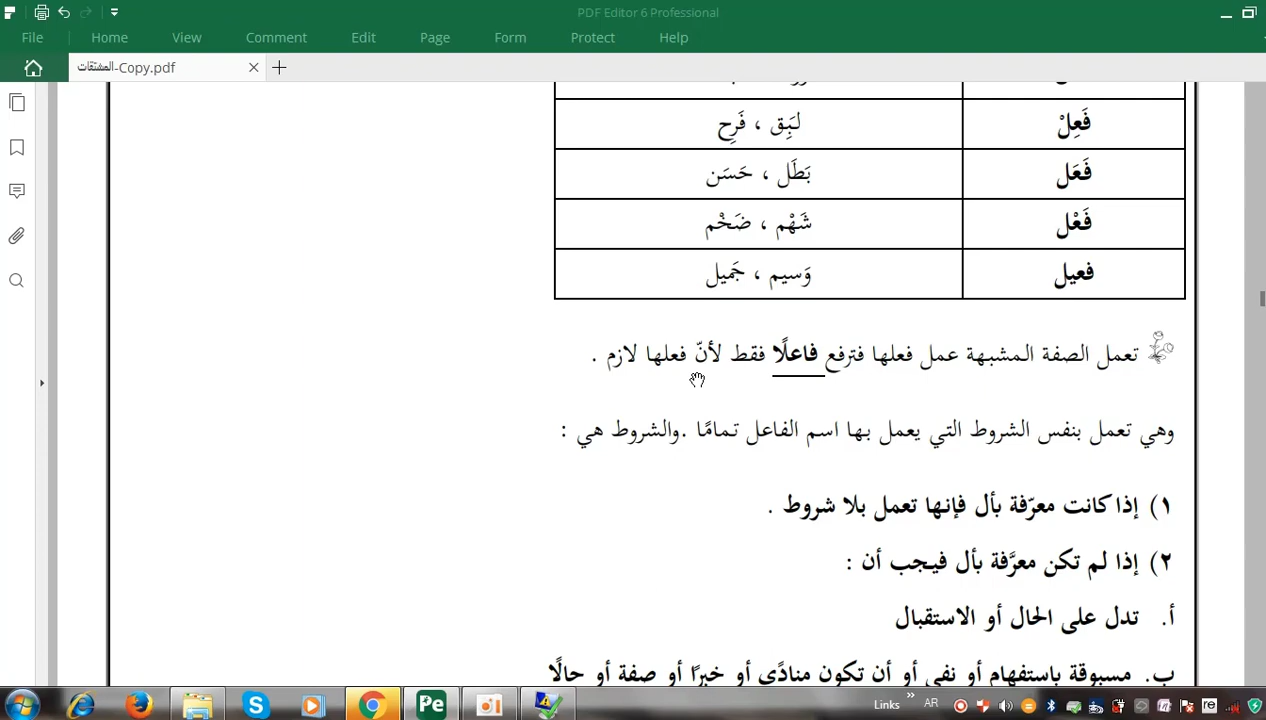 PDF Editor 6 Professional
File Home View Comment Edit Page Form Protect Help
المشتقات-Copy.pdf
فَعِلْ لَبِق ، فَرِح
فَعَل بَطَل ، حَسَن
فَعْل شَهْم ، ضَخْم
فعيل وَسيم ، جَميل
تعمل الصفة المشبهة عمل فعلها فترفع فاعلًا فقط لأنّ فعلها لازم .
وهي تعمل بنفس الشروط التي يعمل بها اسم الفاعل تمامًا .والشروط هي :
١) إذا كانت معرّفة بأل فإنها تعمل بلا شروط .
٢) إذا لم تكن معرَّفة بأل فيجب أن :
أ. تدل على الحال أو الاستقبال
ب. مسبوقة باستفهام أو نفي أو أن تكون منادًى أو خبرًا أو صفة أو حالًا
Links AR